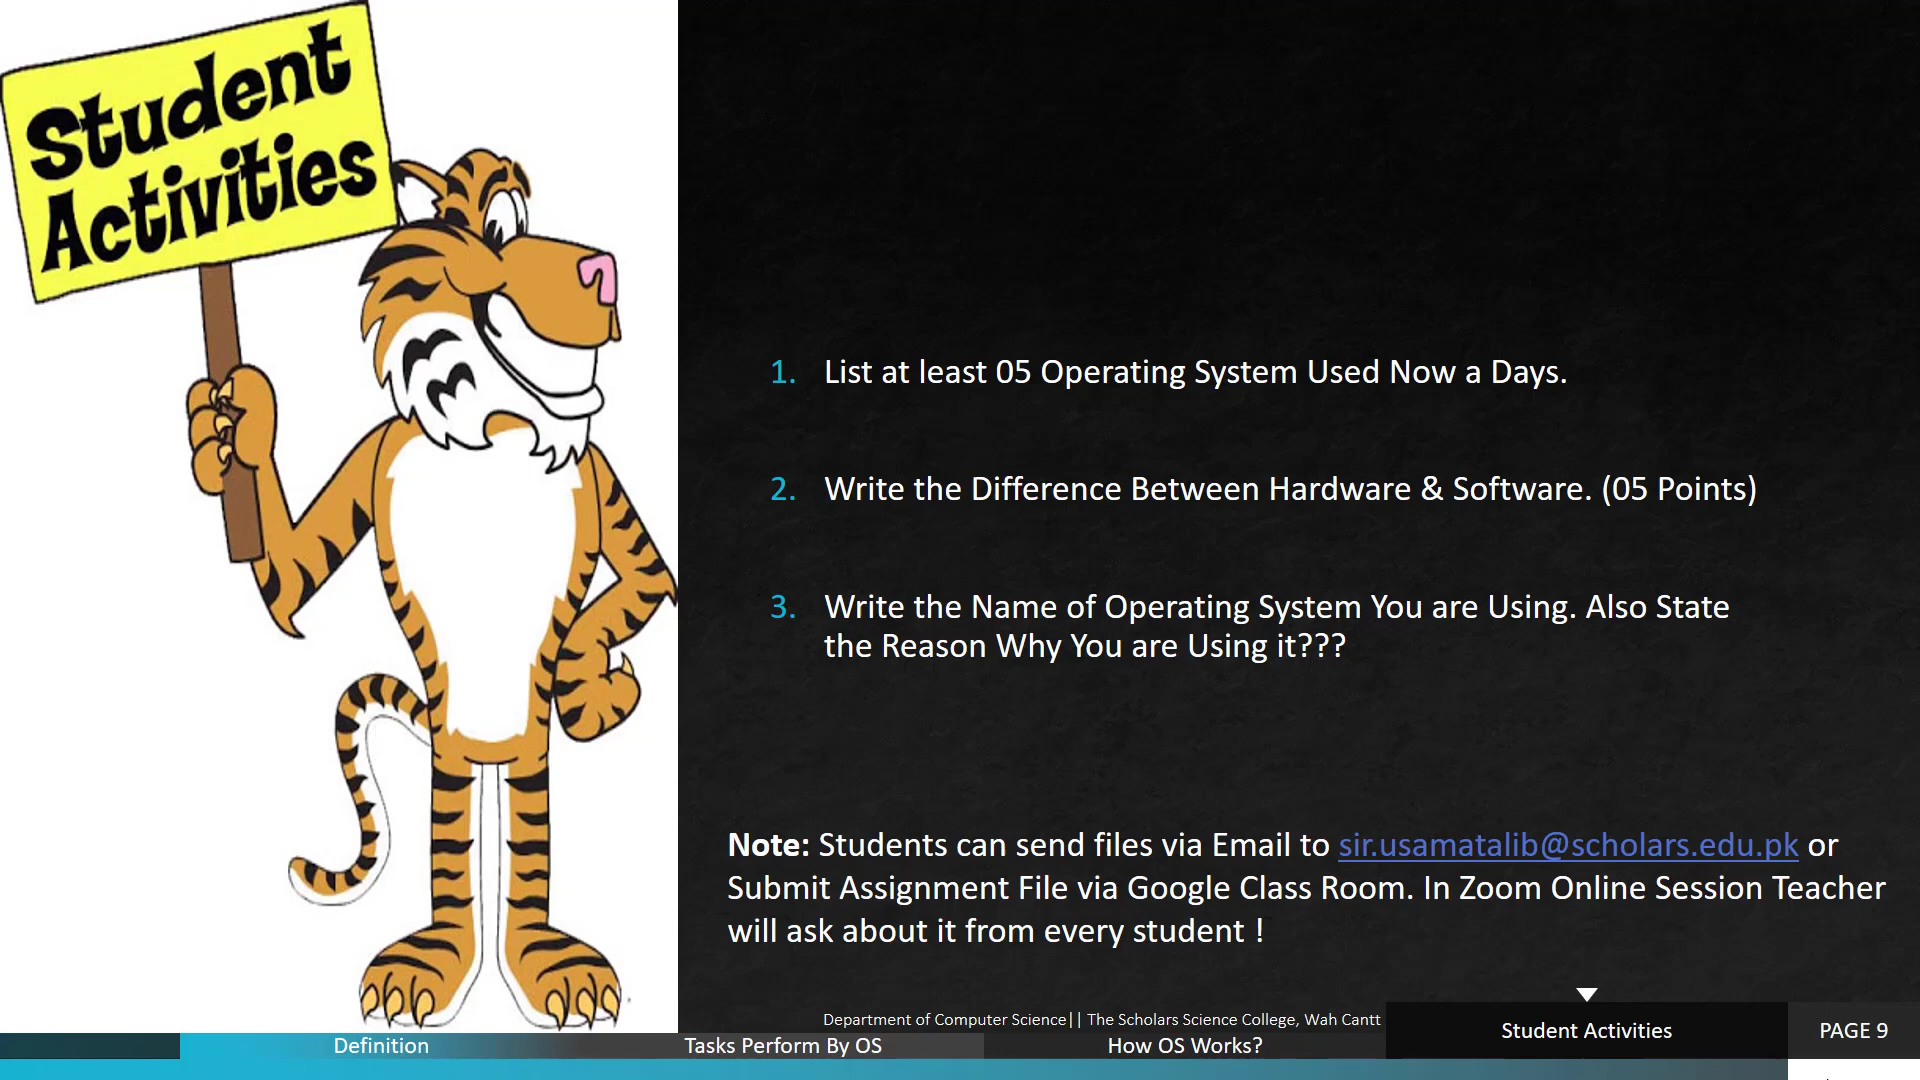 Student
Activities
1. List at least 05 Operating System Used Now a Days.
2. Write the Difference Between Hardware & Software. (05 Points)
3. Write the Name of Operating System You are Using. Also State
the Reason Why You are Using it???
Note: Students can send files via Email to sir.usamatalib@scholars.edu.pk or
Submit Assignment File via Google Class Room. In Zoom Online Session Teacher
will ask about it from every student !
Department of Computer Science|| The Scholars Science College, Wah Cantt
Definition
Tasks Perform By OS
How OS Works?
Student Activities
PAGE 9